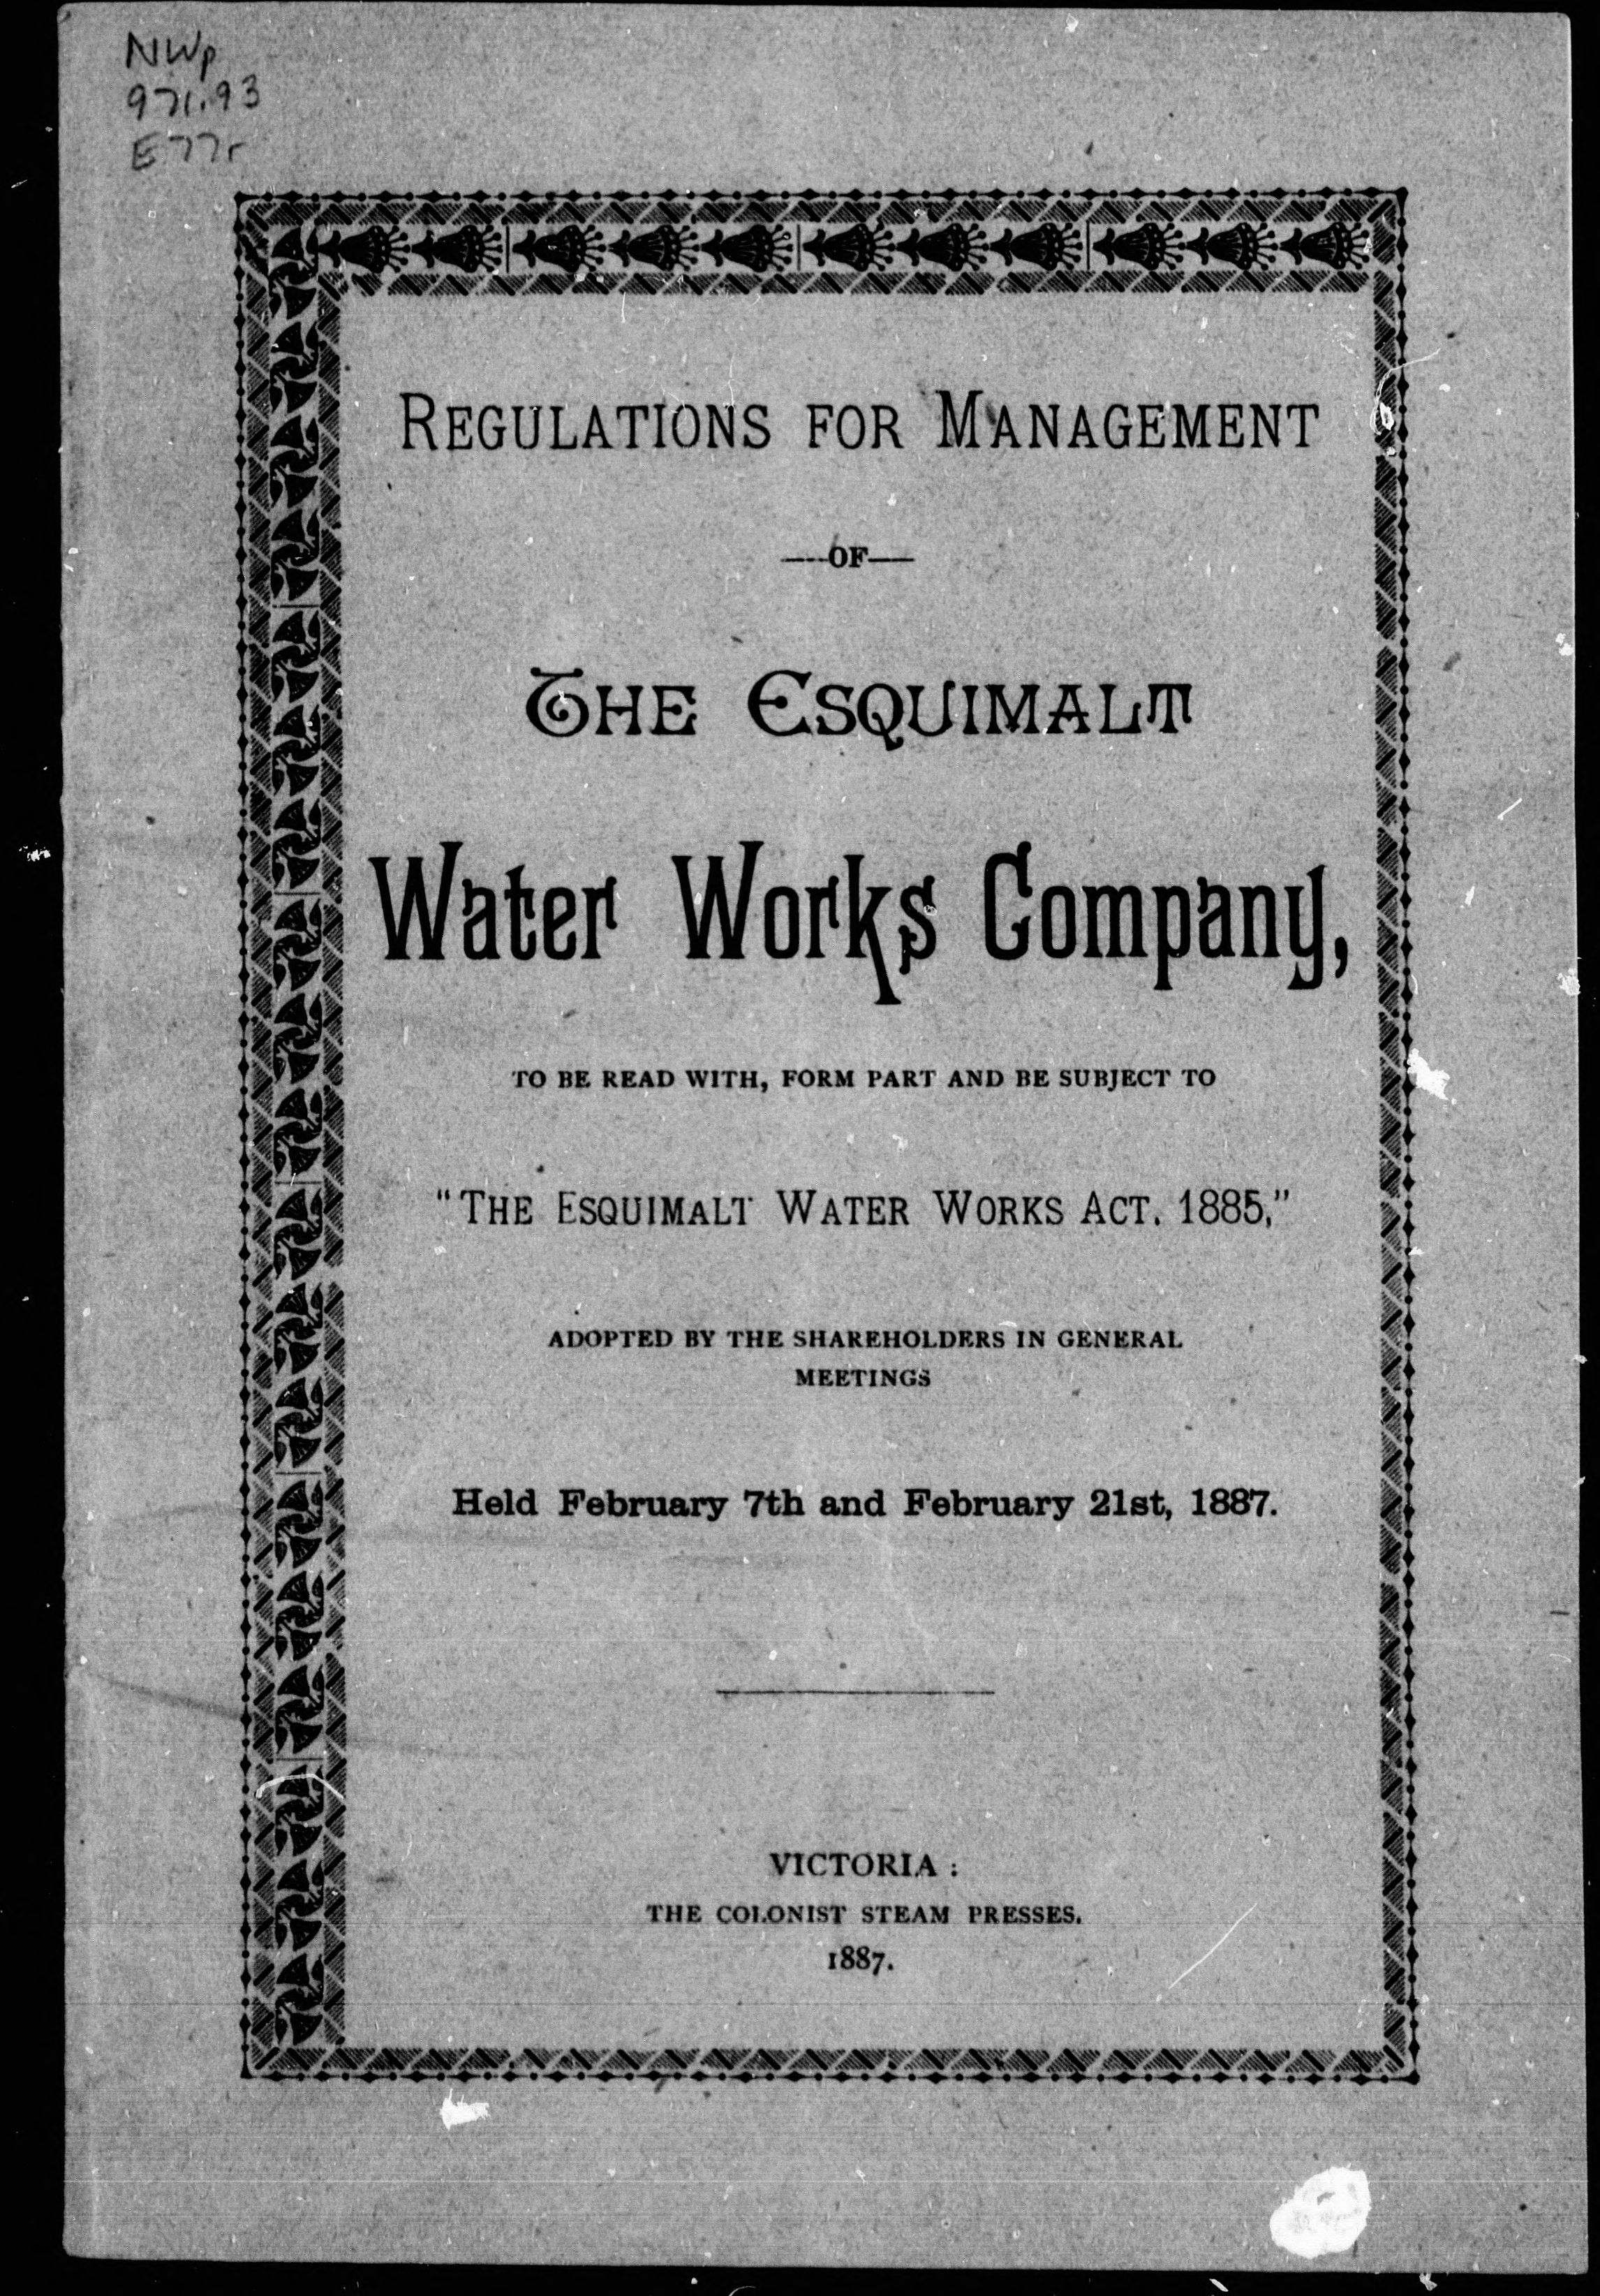 NWp
971.93
E77r
REGULATIONS FOR MANAGEMENT
—OF—
THE ESQUIMALT
Water Works Company,
TO BE READ WITH, FORM PART AND BE SUBJECT TO
"THE ESQUIMALT WATER WORKS ACT. 1885,"
ADOPTED BY THE SHAREHOLDERS IN GENERAL
MEETINGS
Held February 7th and February 21st, 1887.
VICTORIA :
THE COLONIST STEAM PRESSES.
1887.